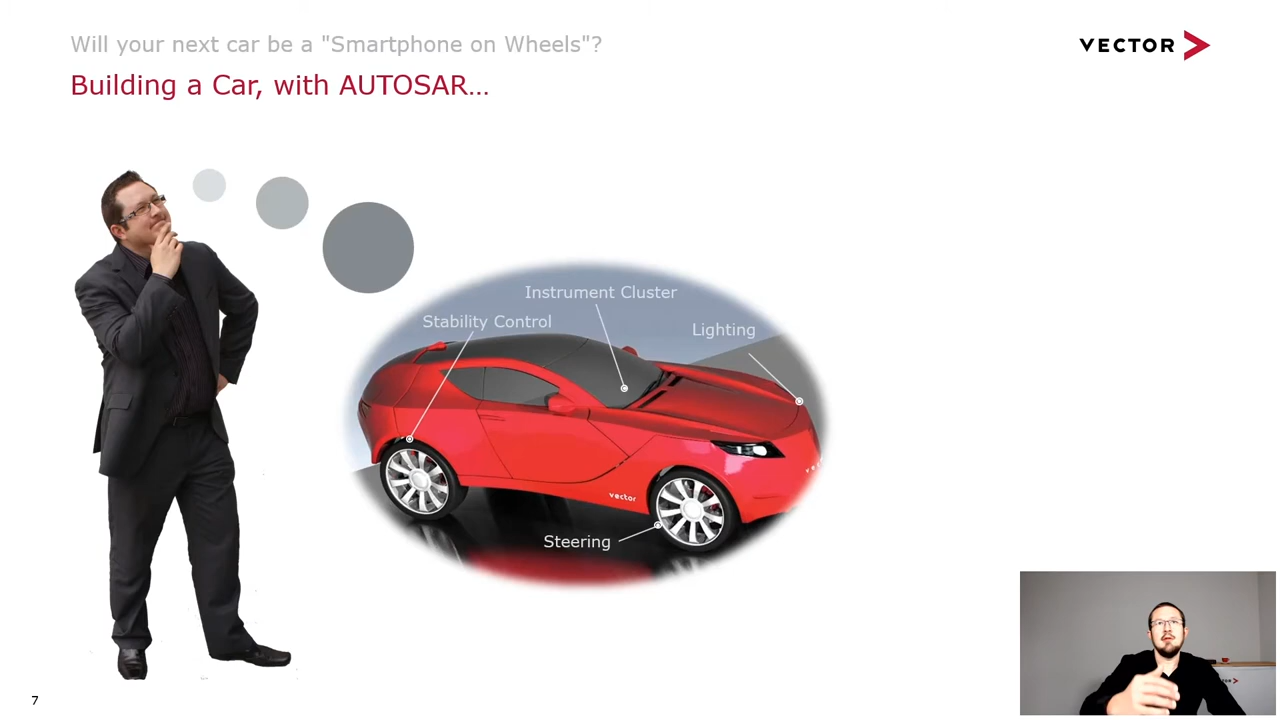 Will your next car be a "Smartphone on Wheels"?
VECTOR
Building a Car, with AUTOSAR...
Instrument Cluster
Stability Control
Lighting
vector
Steering
7